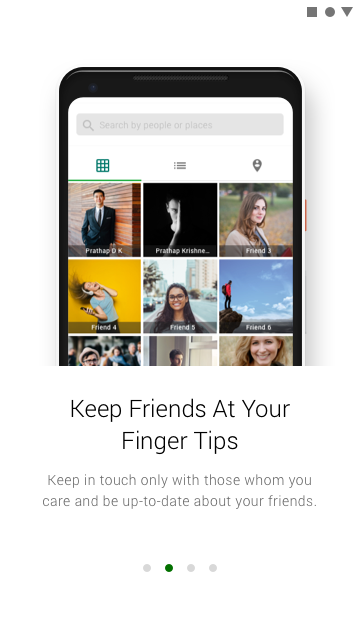 Search by people or places
Prathap D K
Prathap Krishne...
Friend 3
Friend 4
Friend 5
Friend 6
Keep Friends At Your
Finger Tips
Keep in touch only with those whom you
care and be up-to-date about your friends.